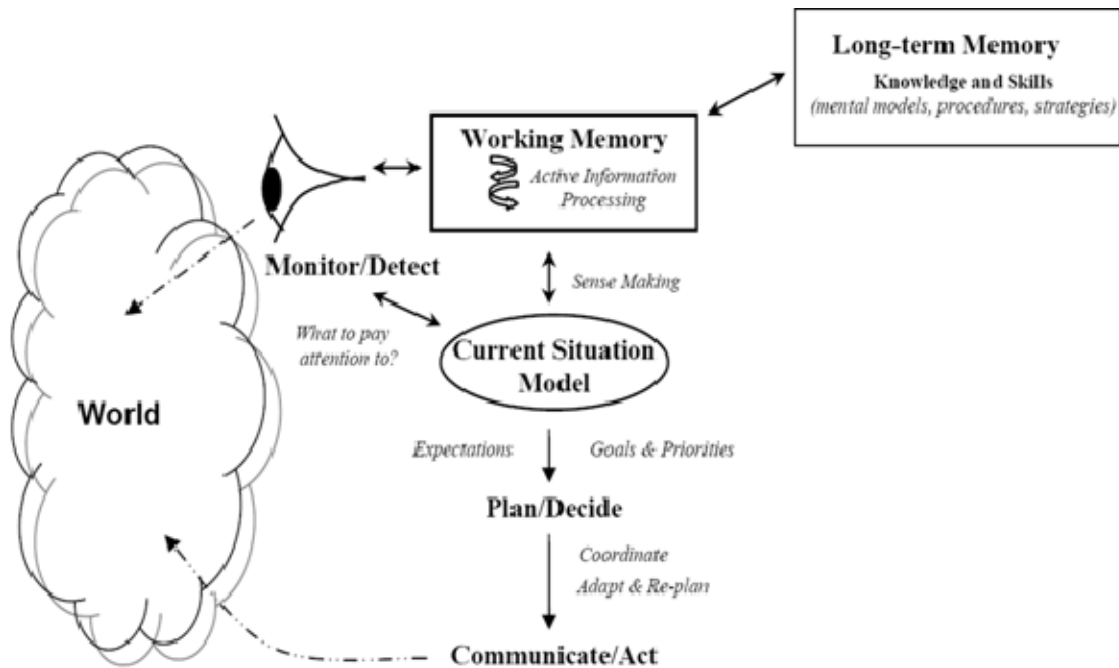 Long-term Memory
Knowledge and Skills
(mental models, procedures, strategies)
Working Memory
Active Information
Processing
Monitor/Detect
Sense Making
What to pay
attention to?
Current Situation
Model
World
Expectations
Goals & Priorities
Plan/Decide
Coordinate
Adapt & Re-plan
Communicate/Act